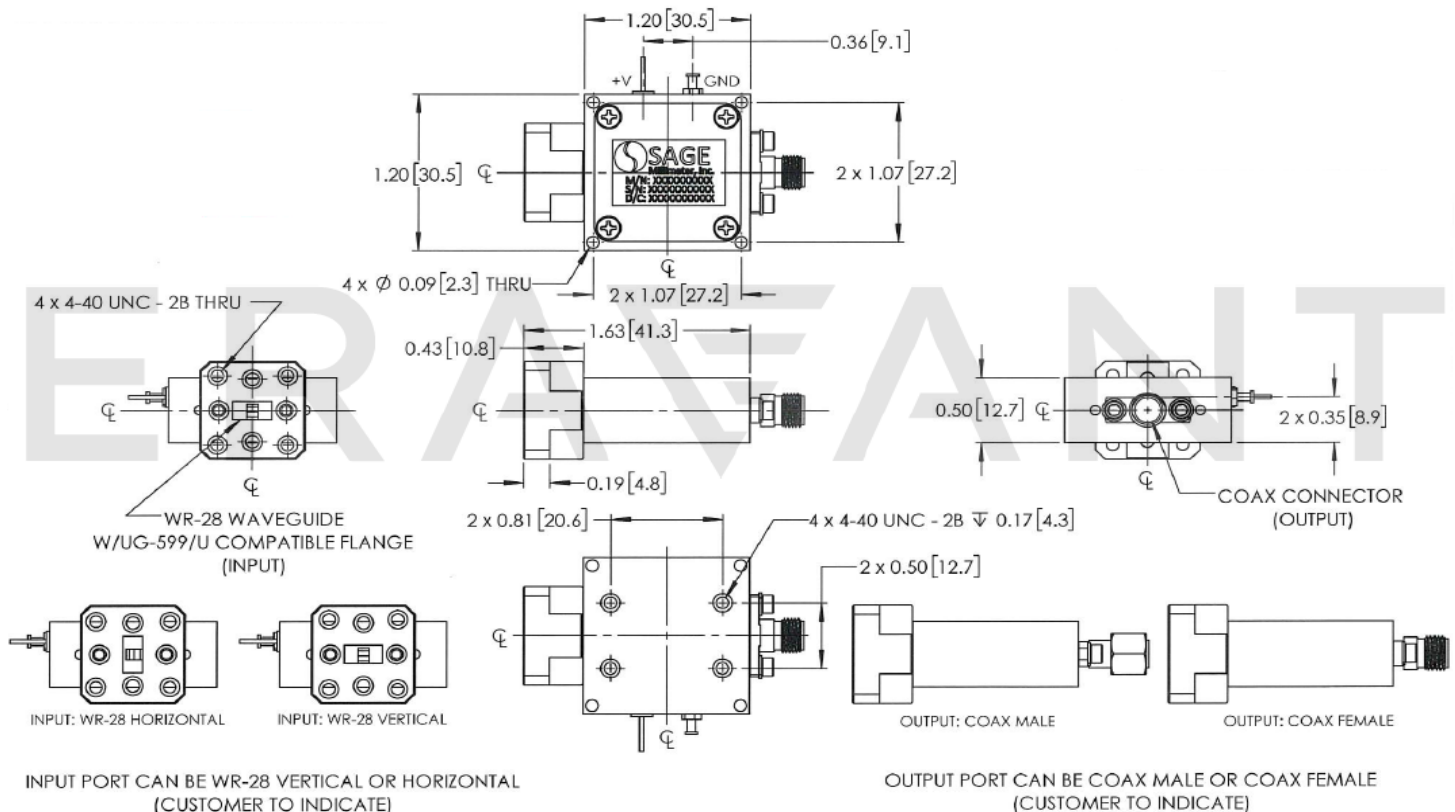 1.20 [30.5]
0.36 [9.1]
+V
GND
1.20 [30.5]
℄
SAGE
Millimeter, Inc.
M/N: XXXXXXXXXX
S/N: XXXXXXXXXXX
D/C: XXXXXXXXXXX
2 x 1.07 [27.2]
4 x Ø 0.09 [2.3] THRU
℄
2 x 1.07 [27.2]
ERAVANT
4 x 4-40 UNC - 2B THRU
℄
℄
WR-28 WAVEGUIDE
W/UG-599/U COMPATIBLE FLANGE
(INPUT)
1.63 [41.3]
0.43 [10.8]
℄
0.19 [4.8]
0.50 [12.7]
℄
2 x 0.35 [8.9]
℄
COAX CONNECTOR
(OUTPUT)
2 x 0.81 [20.6]
4 x 4-40 UNC - 2B ↧ 0.17 [4.3]
2 x 0.50 [12.7]
℄
℄
INPUT: WR-28 HORIZONTAL
INPUT: WR-28 VERTICAL
OUTPUT: COAX MALE
OUTPUT: COAX FEMALE
INPUT PORT CAN BE WR-28 VERTICAL OR HORIZONTAL
(CUSTOMER TO INDICATE)
OUTPUT PORT CAN BE COAX MALE OR COAX FEMALE
(CUSTOMER TO INDICATE)